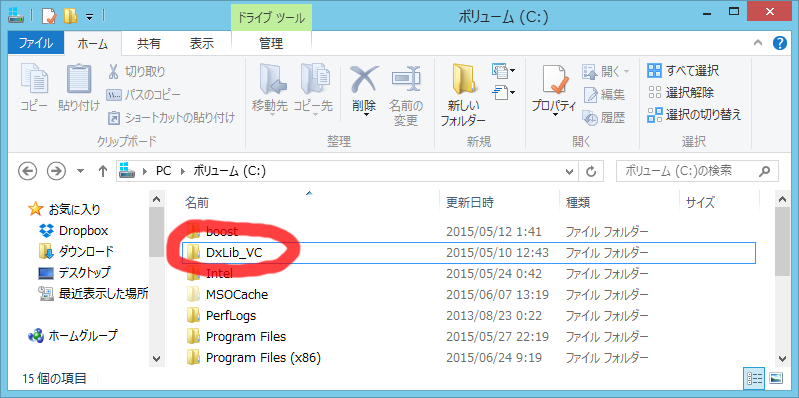 ドライブ ツール
ボリューム (C:)
ファイル ホーム 共有 表示 管理
コピー 貼り付け 切り取り
パスのコピー
ショートカットの貼り付け
移動先 コピー先 削除 名前の
変更
新しい
フォルダー
プロパティ 開く
編集
履歴
すべて選択
選択解除
選択の切り替え
クリップボード 整理 新規 開く 選択
PC ボリューム (C:) ボリューム (C:)の検索
お気に入り
Dropbox
ダウンロード
デスクトップ
最近表示した場所
ホームグループ
名前 更新日時 種類 サイズ
boost 2015/05/12 1:41 ファイル フォルダー
DxLib_VC 2015/05/10 12:43 ファイル フォルダー
Intel 2015/05/24 0:42 ファイル フォルダー
MSOCache 2015/06/07 13:19 ファイル フォルダー
PerfLogs 2013/08/23 0:22 ファイル フォルダー
Program Files 2015/05/27 22:19 ファイル フォルダー
Program Files (x86) 2015/06/24 9:19 ファイル フォルダー
15 個の項目